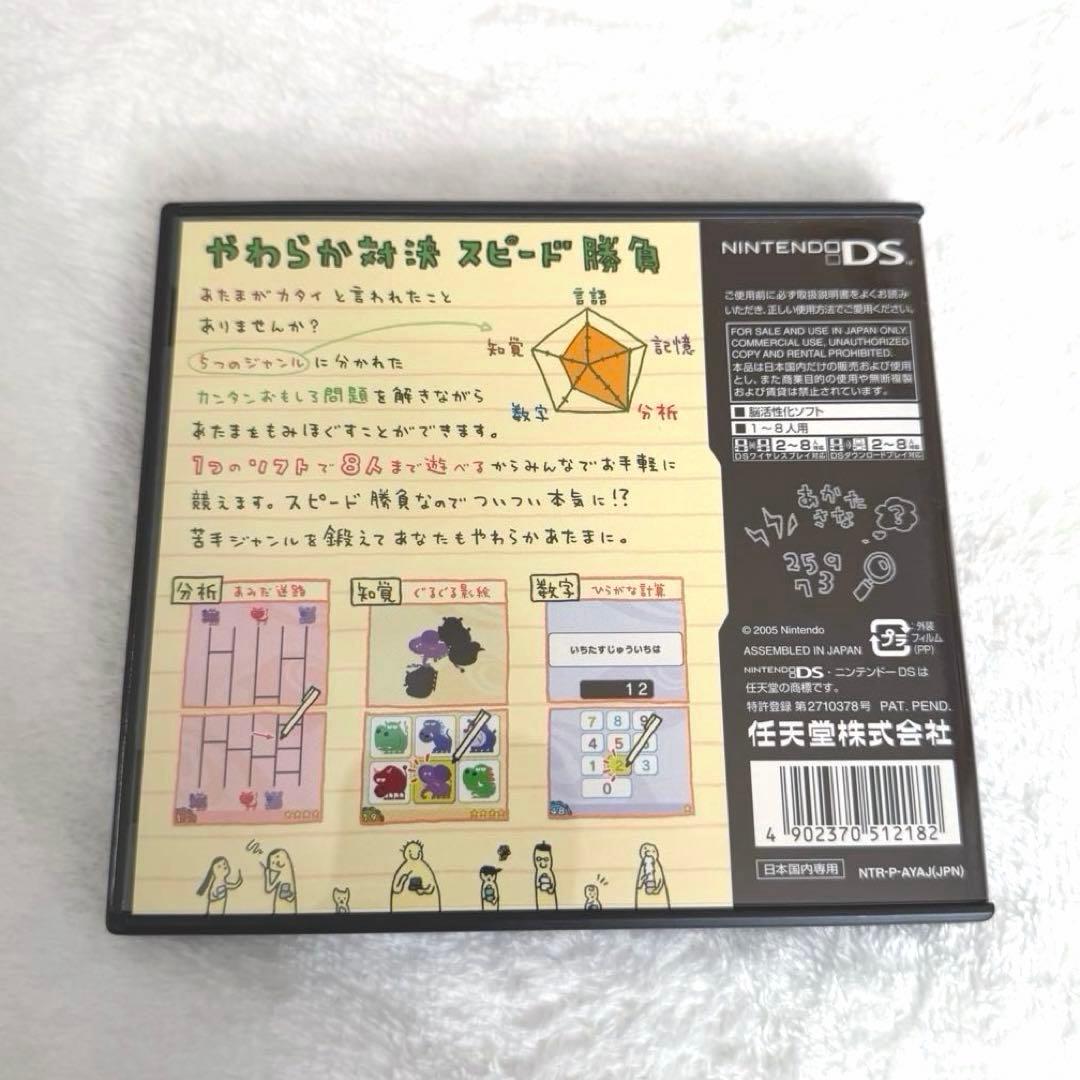 やわらか対決 スピード勝負
あたまがカタイと言われたこと
ありませんか?
5つのジャンルに分かれた
カンタンおもしろ問題を解きながら
あたまをもみほぐすことができます。
1つのソフトで8人まで遊べるからみんなでお手軽に
競えます。スピード勝負なのでついつい本気に!?
苦手ジャンルを鍛えてあなたもやわらかあたまに。
言語
知覚
記憶
数字
分析
分析 あみだ迷路
知覚 ぐるぐる影絵
数字 ひらがな計算
いちたすじゅういちは
12
7 8 9
4 5
1 2 3
0
NINTENDO DS™
ご使用前に必ず取扱説明書をよくお読み
いただき、正しい使用方法でご愛用ください。
FOR SALE AND USE IN JAPAN ONLY.
COMMERCIAL USE, UNAUTHORIZED
COPY AND RENTAL PROHIBITED.
本品は日本国内だけの販売および使用
とし、また商業目的の使用や無断複製
および賃貸は禁止されています。
■脳活性化ソフト
■1~8人用
2~8人
DSワイヤレスプレイ対応
2~8人
DSダウンロードプレイ対応
あかた
さな
?
259
73
© 2005 Nintendo
ASSEMBLED IN JAPAN
プラ
:外装
フィルム
(PP)
NINTENDO DS・ニンテンドーDSは
任天堂の商標です。
特許登録 第2710378号 PAT. PEND.
任天堂株式会社
4 902370 512182
日本国内専用
NTR-P-AYAJ(JPN)